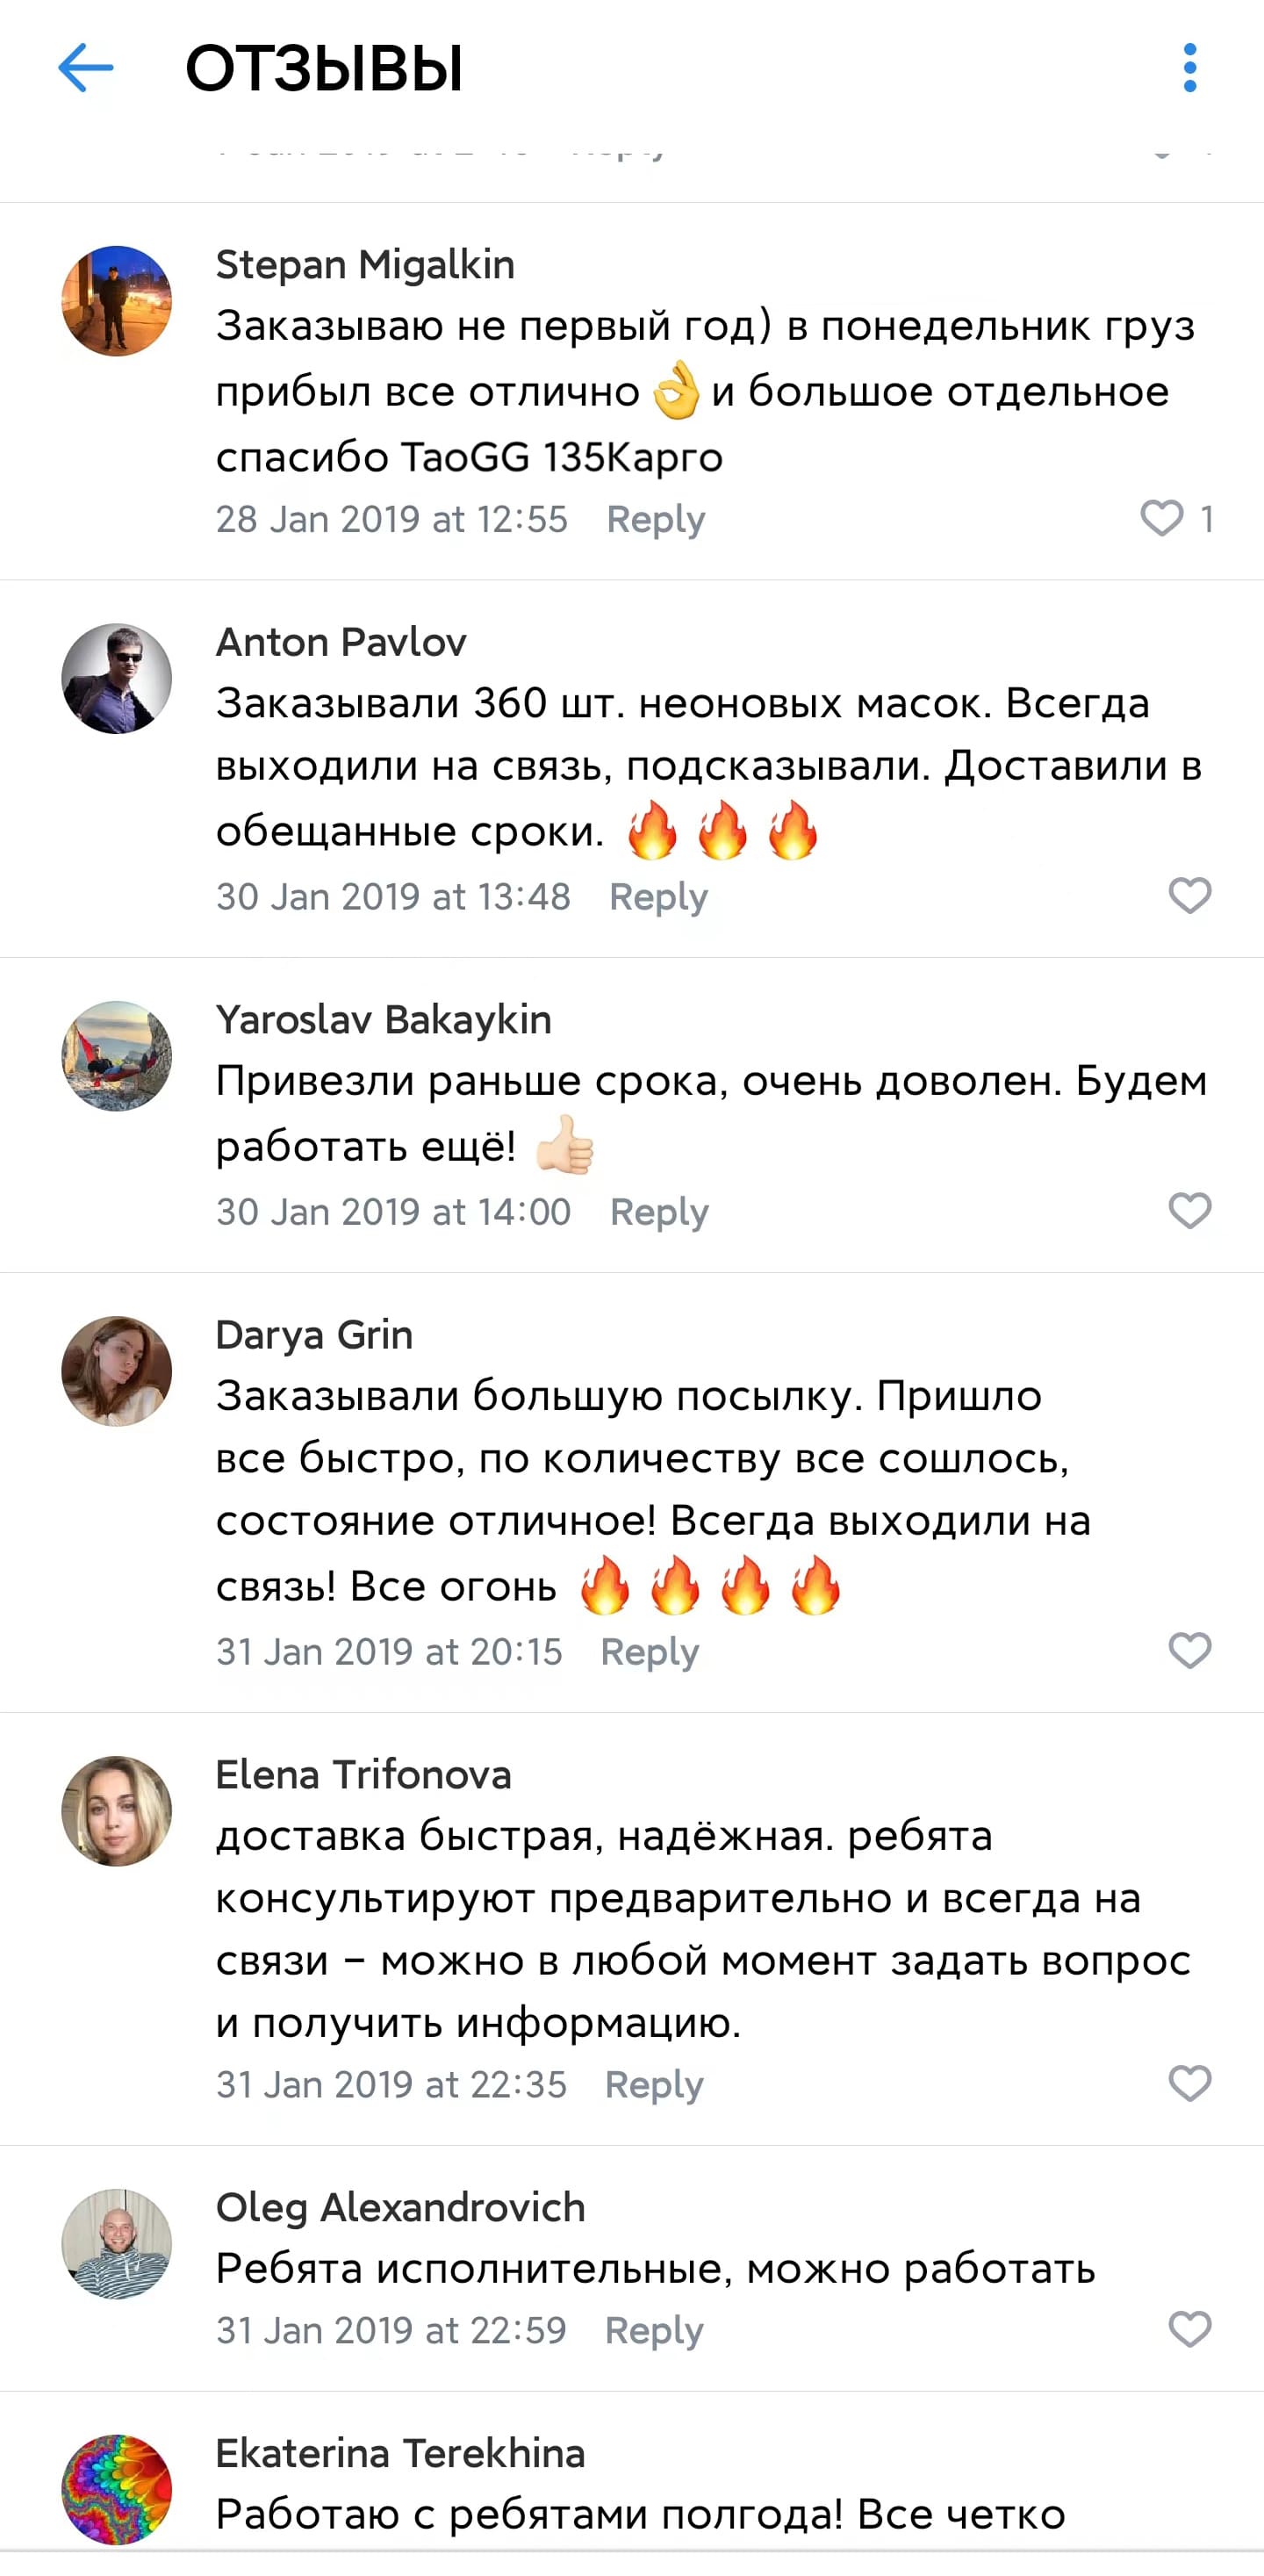 ОТЗЫВЫ
Stepan Migalkin
Заказываю не первый год) в понедельник груз
прибыл все отлично 👌 и большое отдельное
спасибо TaoGG 135Карго
28 Jan 2019 at 12:55 Reply 1
Anton Pavlov
Заказывали 360 шт. неоновых масок. Всегда
выходили на связь, подсказывали. Доставили в
обещанные сроки. 🔥 🔥 🔥
30 Jan 2019 at 13:48 Reply
Yaroslav Bakaykin
Привезли раньше срока, очень доволен. Будем
работать ещё! 👍🏻
30 Jan 2019 at 14:00 Reply
Darya Grin
Заказывали большую посылку. Пришло
все быстро, по количеству все сошлось,
состояние отличное! Всегда выходили на
связь! Все огонь 🔥 🔥 🔥 🔥
31 Jan 2019 at 20:15 Reply
Elena Trifonova
доставка быстрая, надёжная. ребята
консультируют предварительно и всегда на
связи – можно в любой момент задать вопрос
и получить информацию.
31 Jan 2019 at 22:35 Reply
Oleg Alexandrovich
Ребята исполнительные, можно работать
31 Jan 2019 at 22:59 Reply
Ekaterina Terekhina
Работаю с ребятами полгода! Все четко